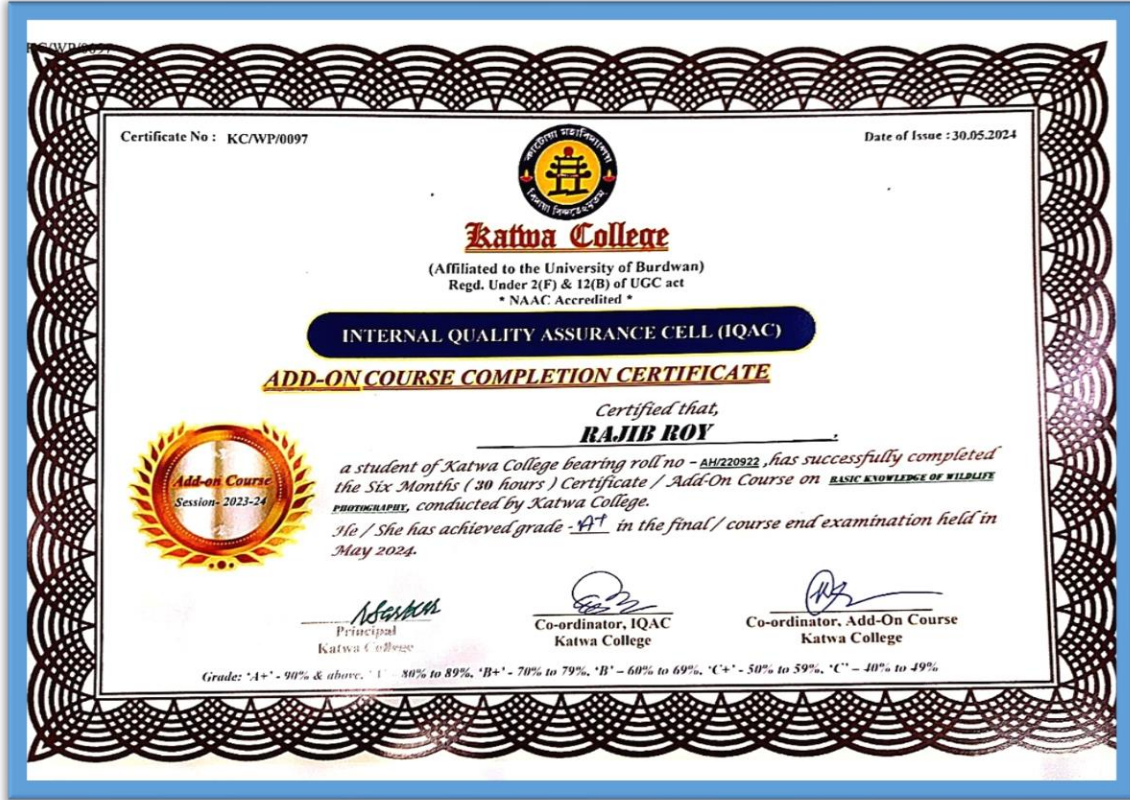 KC/WP/0097
Certificate No : KC/WP/0097
Date of Issue : 30.05.2024
কাটোয়া মহাবিদ্যালয়
Katwa College
(Affiliated to the University of Burdwan)
Regd. Under 2(F) & 12(B) of UGC act
* NAAC Accredited *
INTERNAL QUALITY ASSURANCE CELL (IQAC)
ADD-ON COURSE COMPLETION CERTIFICATE
Certified that,
RAJIB ROY.
a student of Katwa College bearing roll no - AH/220922 ,has successfully completed
the Six Months ( 30 hours ) Certificate / Add-On Course on BASIC KNOWLEDGE OF WILDLIFE
PHOTOGRAPHY, conducted by Katwa College.
He / She has achieved grade - A+ in the final / course end examination held in
May 2024.
Add-on Course
Session- 2023-24
Principal
Katwa College
Co-ordinator, IQAC
Katwa College
Co-ordinator, Add-On Course
Katwa College
Grade: 'A+' - 90% & above, - 80% to 89%, 'B+' - 70% to 79%, 'B' – 60% to 69%, 'C+' - 50% to 59%, 'C' – 40% to 49%